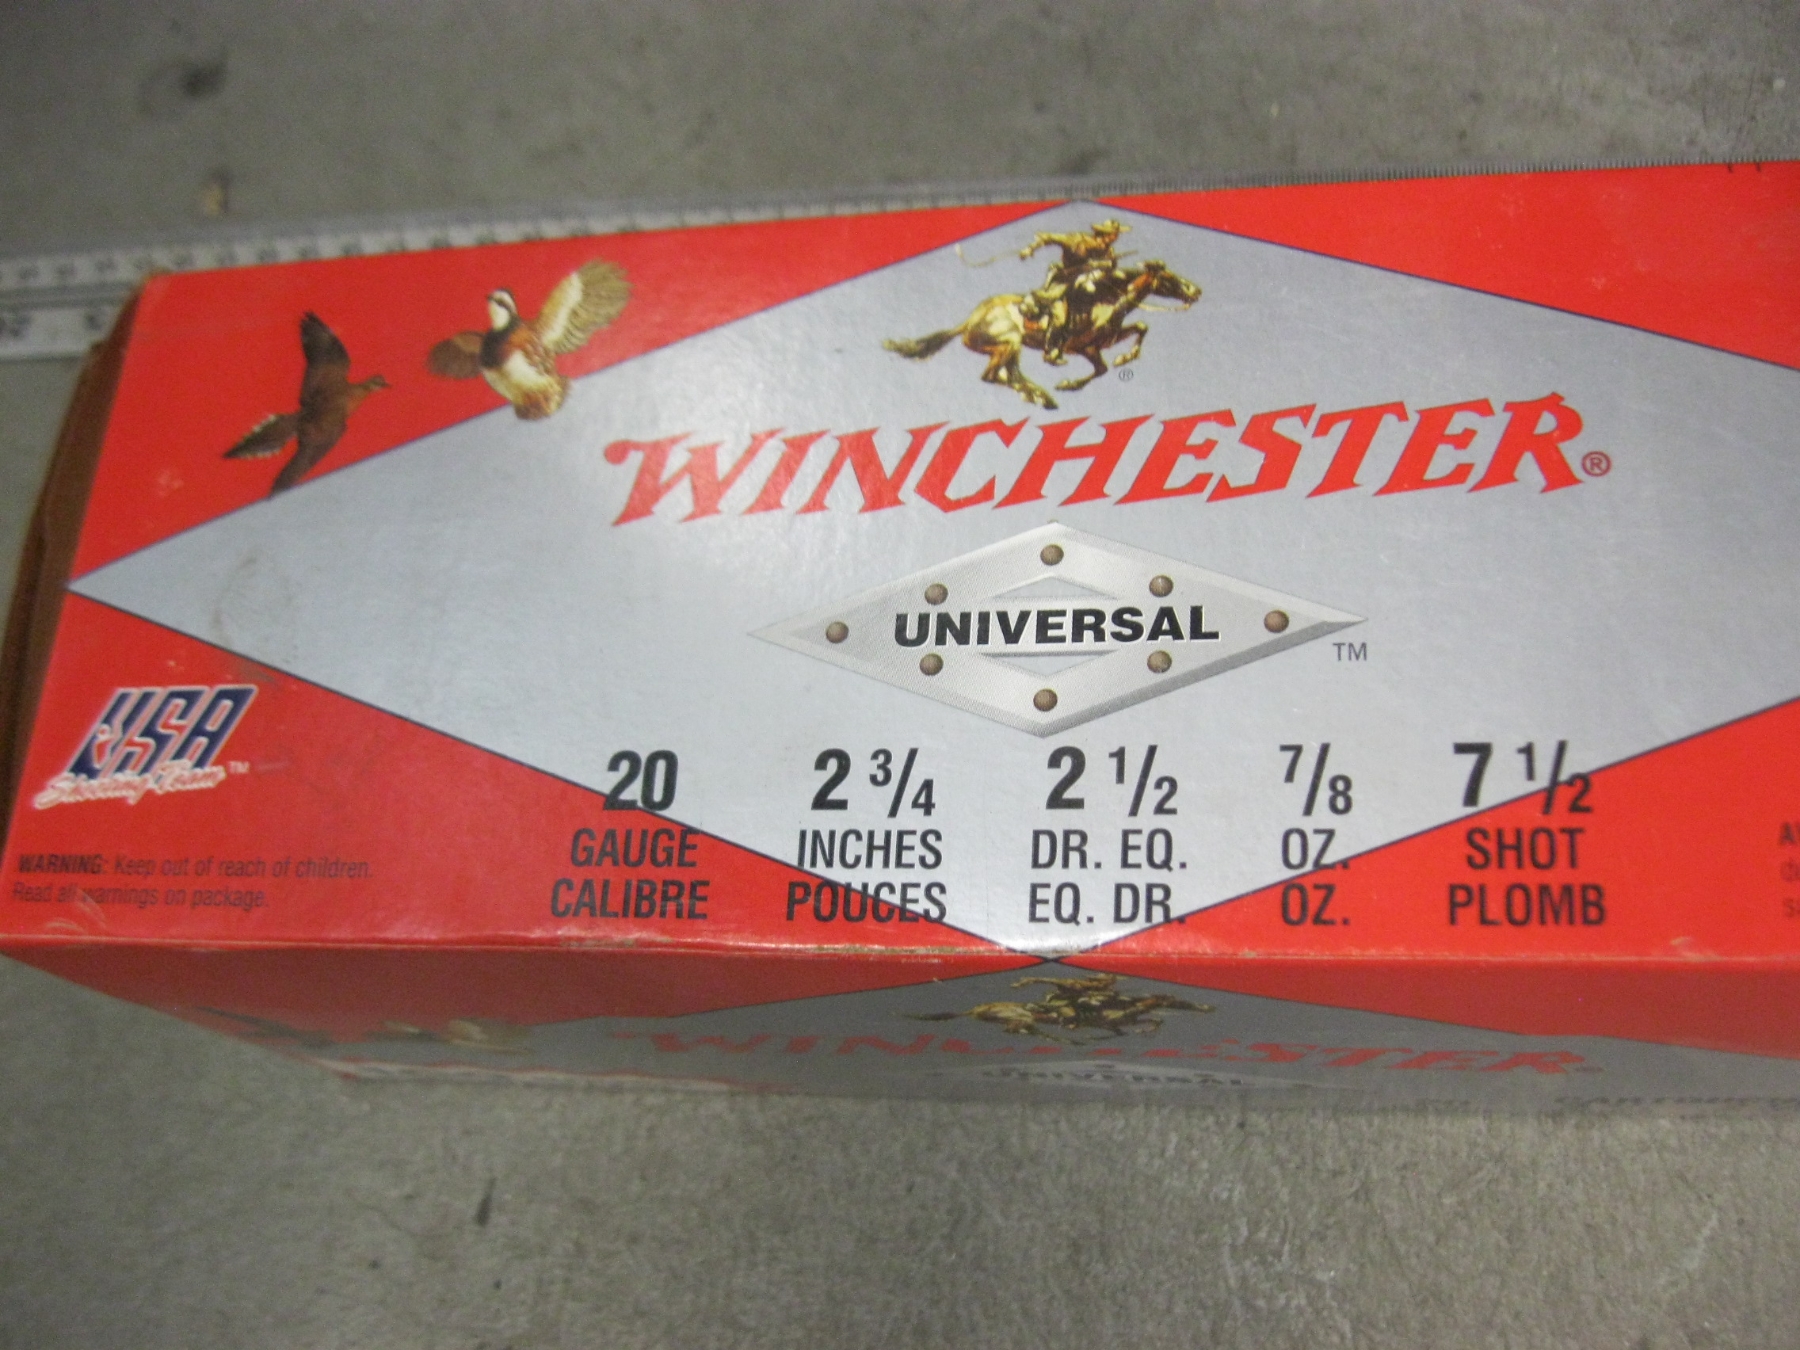 WINCHESTER®
UNIVERSAL™
USA
Shooting Team™
20 2 3/4 2 1/2 7/8 7 1/2
GAUGE INCHES DR. EQ. OZ. SHOT
CALIBRE POUCES EQ. DR. OZ. PLOMB
WARNING: Keep out of reach of children.
Read all warnings on package.
WINCHESTER
UNIVERSAL